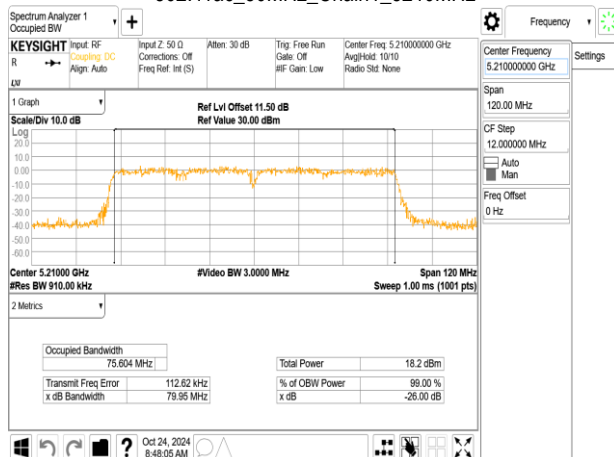 Spectrum Analyzer 1
Occupied BW
Frequency
KEYSIGHT
R
Input: RF
Coupling: DC
Align: Auto
Input Z: 50 Ω
Corrections: Off
Freq Ref: Int (S)
Atten: 30 dB
Trig: Free Run
Gate: Off
#IF Gain: Low
Center Freq: 5.210000000 GHz
Avg|Hold: 10/10
Radio Std: None
Center Frequency
5.210000000 GHz
Settings
Span
120.00 MHz
CF Step
12.000000 MHz
Auto
Man
Freq Offset
0 Hz
1 Graph
Scale/Div 10.0 dB
Ref Lvl Offset 11.50 dB
Ref Value 30.00 dBm
Log
20.0
10.0
0.00
-10.0
-20.0
-30.0
-40.0
-50.0
-60.0
Center 5.21000 GHz
#Video BW 3.0000 MHz
Span 120 MHz
#Res BW 910.00 kHz
Sweep 1.00 ms (1001 pts)
2 Metrics
Occupied Bandwidth
75.604 MHz
Total Power 18.2 dBm
Transmit Freq Error 112.62 kHz
% of OBW Power 99.00 %
x dB Bandwidth 79.95 MHz
x dB -26.00 dB
?
Oct 24, 2024
8:48:05 AM